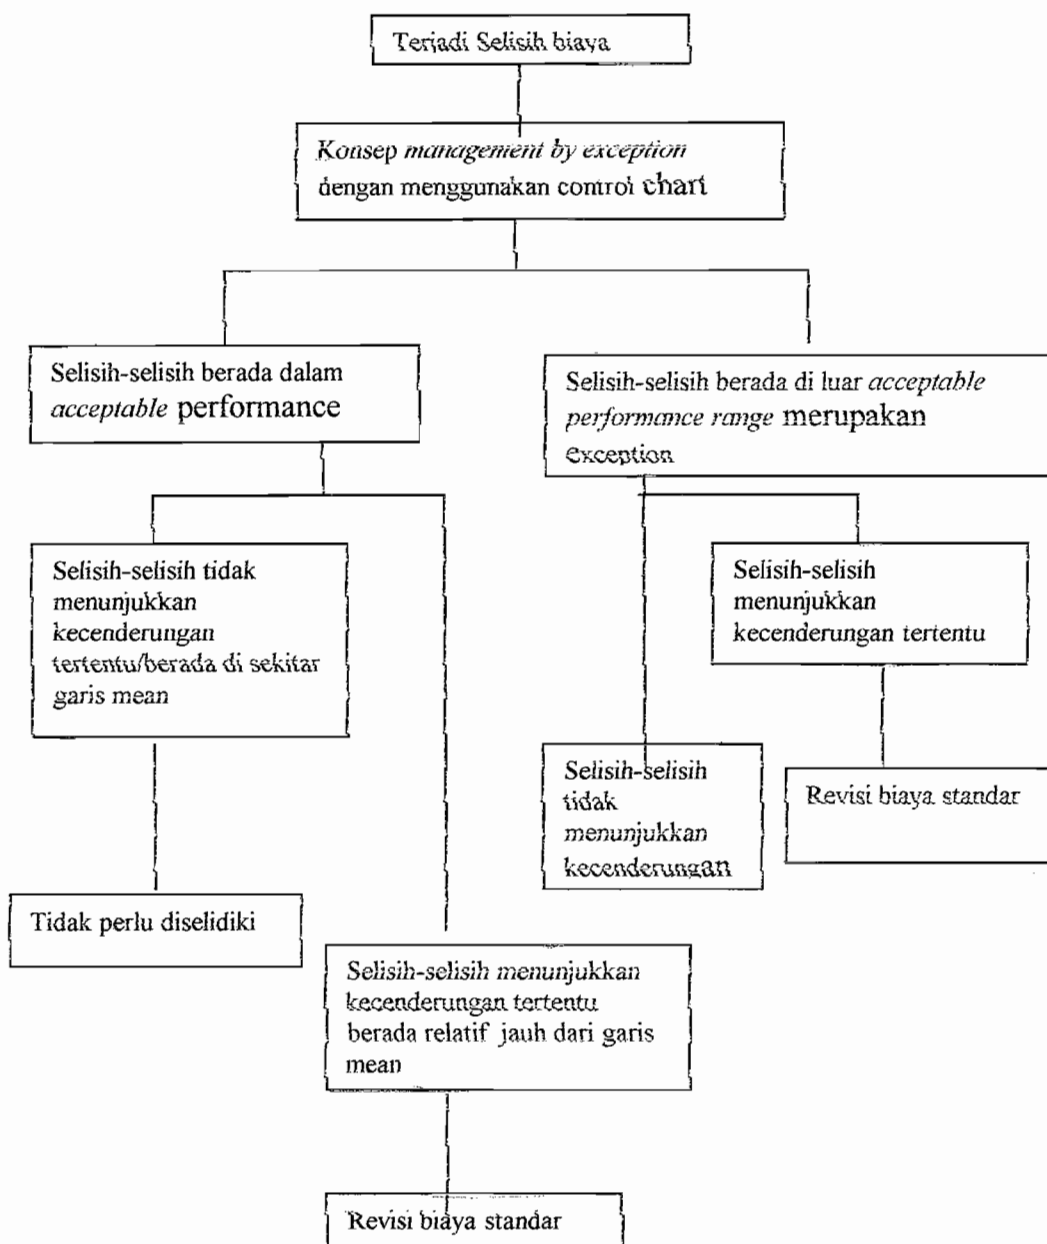 Terjadi Selisih biaya
Konsep management by exception
dengan menggunakan control chart
Selisih-selisih berada dalam
acceptable performance
Selisih-selisih berada di luar acceptable
performance range merupakan
exception
Selisih-selisih tidak
menunjukkan
kecenderungan
tertentu/berada di sekitar
garis mean
Selisih-selisih
menunjukkan
kecenderungan tertentu
Selisih-selisih
tidak
menunjukkan
kecenderungan
Revisi biaya standar
Tidak perlu diselidiki
Selisih-selisih menunjukkan
kecenderungan tertentu
berada relatif jauh dari garis
mean
Revisi biaya standar